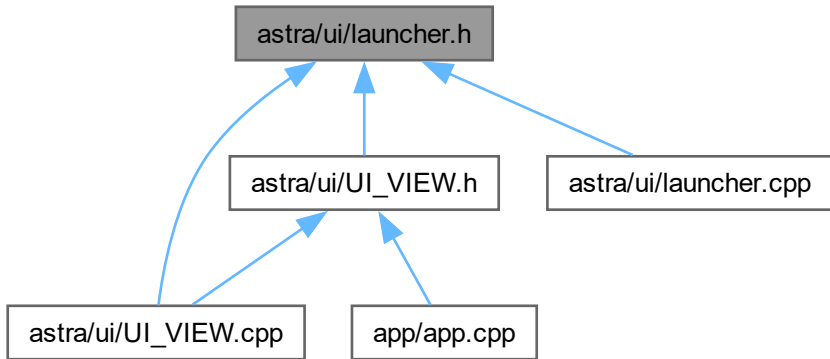 astra/ui/launcher.h
astra/ui/UI_VIEW.h
astra/ui/launcher.cpp
astra/ui/UI_VIEW.cpp
app/app.cpp